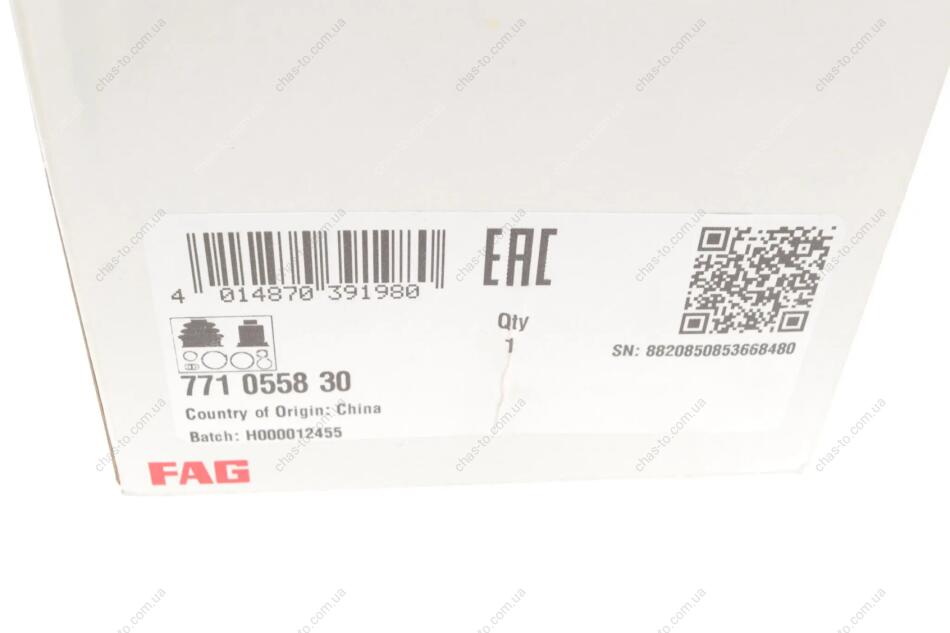 4 014870 391980
EAC
Qty
1
SN: 8820850853668480
771 0558 30
Country of Origin: China
Batch: H000012455
FAG
chas-to.com.ua